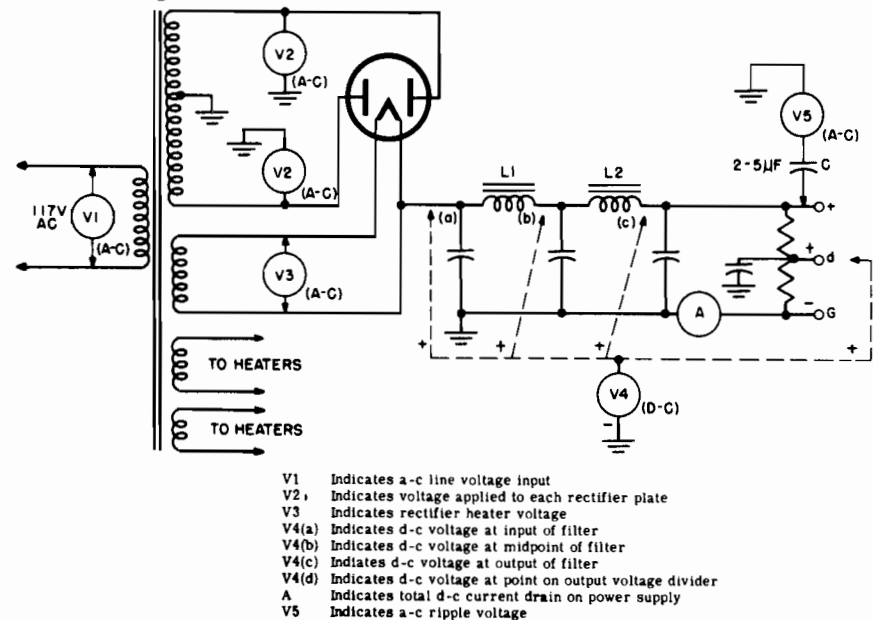 V2
(A-C)
V2
(A-C)
117V
AC
V1
(A-C)
V3
(A-C)
TO HEATERS
TO HEATERS
V5
(A-C)
2-5µF C
L1
L2
(a)
(b)
(c)
+
+
d
-
G
A
+
+
+
+
V4
(D-C)
-
V1 Indicates a-c line voltage input
V2, Indicates voltage applied to each rectifier plate
V3 Indicates rectifier heater voltage
V4(a) Indicates d-c voltage at input of filter
V4(b) Indicates d-c voltage at midpoint of filter
V4(c) Indiates d-c voltage at output of filter
V4(d) Indicates d-c voltage at point on output voltage divider
A Indicates total d-c current drain on power supply
V5 Indicates a-c ripple voltage